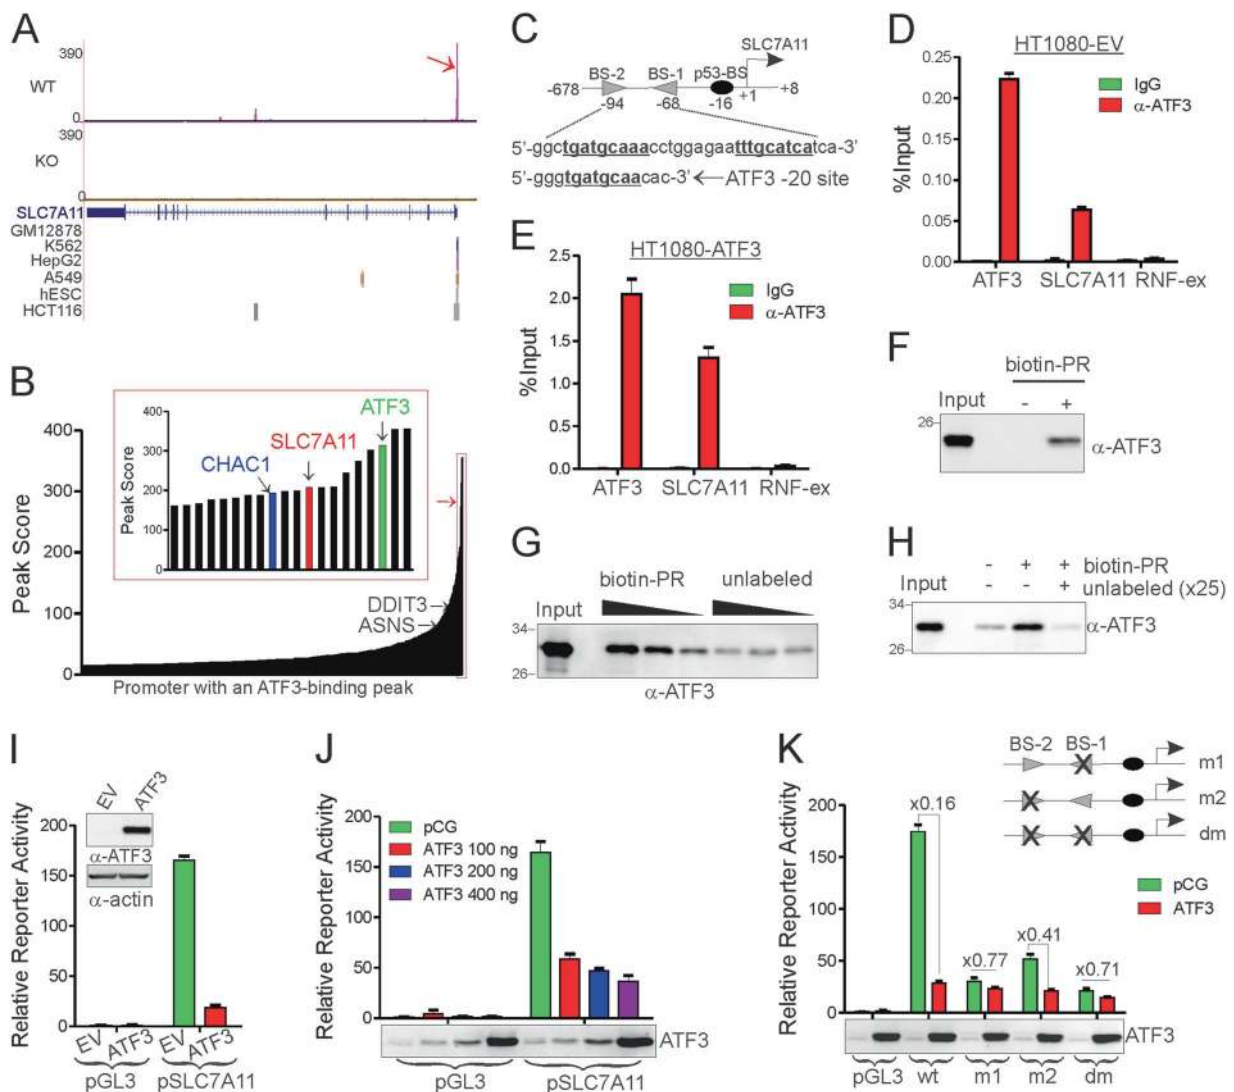 A
390
WT
0
390
KO
0
SLC7A11
GM12878
K562
HepG2
A549
hESC
HCT116
B
Peak Score
400
300
200
100
0
Peak Score
400
300
200
100
0
CHAC1
SLC7A11
ATF3
DDIT3
ASNS
Promoter with an ATF3-binding peak
C
SLC7A11
BS-2 BS-1 p53-BS
-678 -94 -68 -16 +1 +8
5'-ggctgatgcaaacctggagaatttgcatcatca-3'
5'-gggtgatgcaacac-3' ATF3 -20 site
D
HT1080-EV
%Input
0.25
0.20
0.15
0.10
0.05
0.00
IgG
α-ATF3
ATF3 SLC7A11 RNF-ex
E
HT1080-ATF3
%Input
2.5
2.0
1.5
1.0
0.5
0.0
IgG
α-ATF3
ATF3 SLC7A11 RNF-ex
F
biotin-PR
Input - +
26
α-ATF3
G
biotin-PR unlabeled
Input
34
26
α-ATF3
H
- + + biotin-PR
Input - - + unlabeled (x25)
34
26
α-ATF3
I
Relative Reporter Activity
200
150
100
50
0
EV ATF3
α-ATF3
α-actin
EV ATF3 EV ATF3
pGL3 pSLC7A11
J
Relative Reporter Activity
200
150
100
50
0
pCG
ATF3 100 ng
ATF3 200 ng
ATF3 400 ng
ATF3
pGL3 pSLC7A11
K
BS-2 BS-1
m1
m2
dm
Relative Reporter Activity
200
150
100
50
0
x0.16
x0.77
x0.41
x0.71
pCG
ATF3
ATF3
pGL3 wt m1 m2 dm